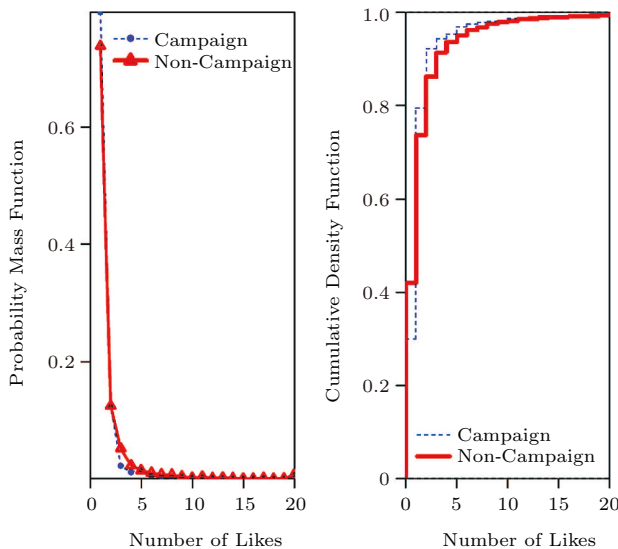 Probability Mass Function
0.6
0.4
0.2
0
5
10
15
20
Number of Likes
Campaign
Non-Campaign
Cumulative Density Function
1.0
0.8
0.6
0.4
0.2
0
0
5
10
15
20
Number of Likes
Campaign
Non-Campaign